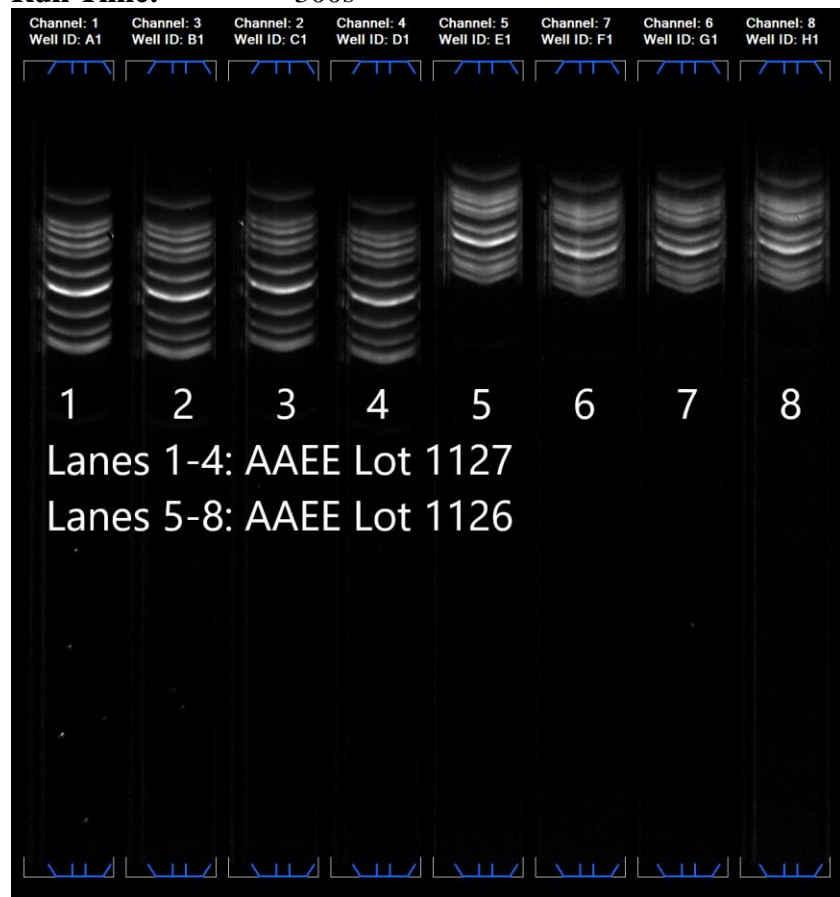 Run Time: 300s
Channel: 1 Channel: 3 Channel: 2 Channel: 4 Channel: 5 Channel: 7 Channel: 6 Channel: 8
Well ID: A1 Well ID: B1 Well ID: C1 Well ID: D1 Well ID: E1 Well ID: F1 Well ID: G1 Well ID: H1
1 2 3 4 5 6 7 8
Lanes 1-4: AAEE Lot 1127
Lanes 5-8: AAEE Lot 1126